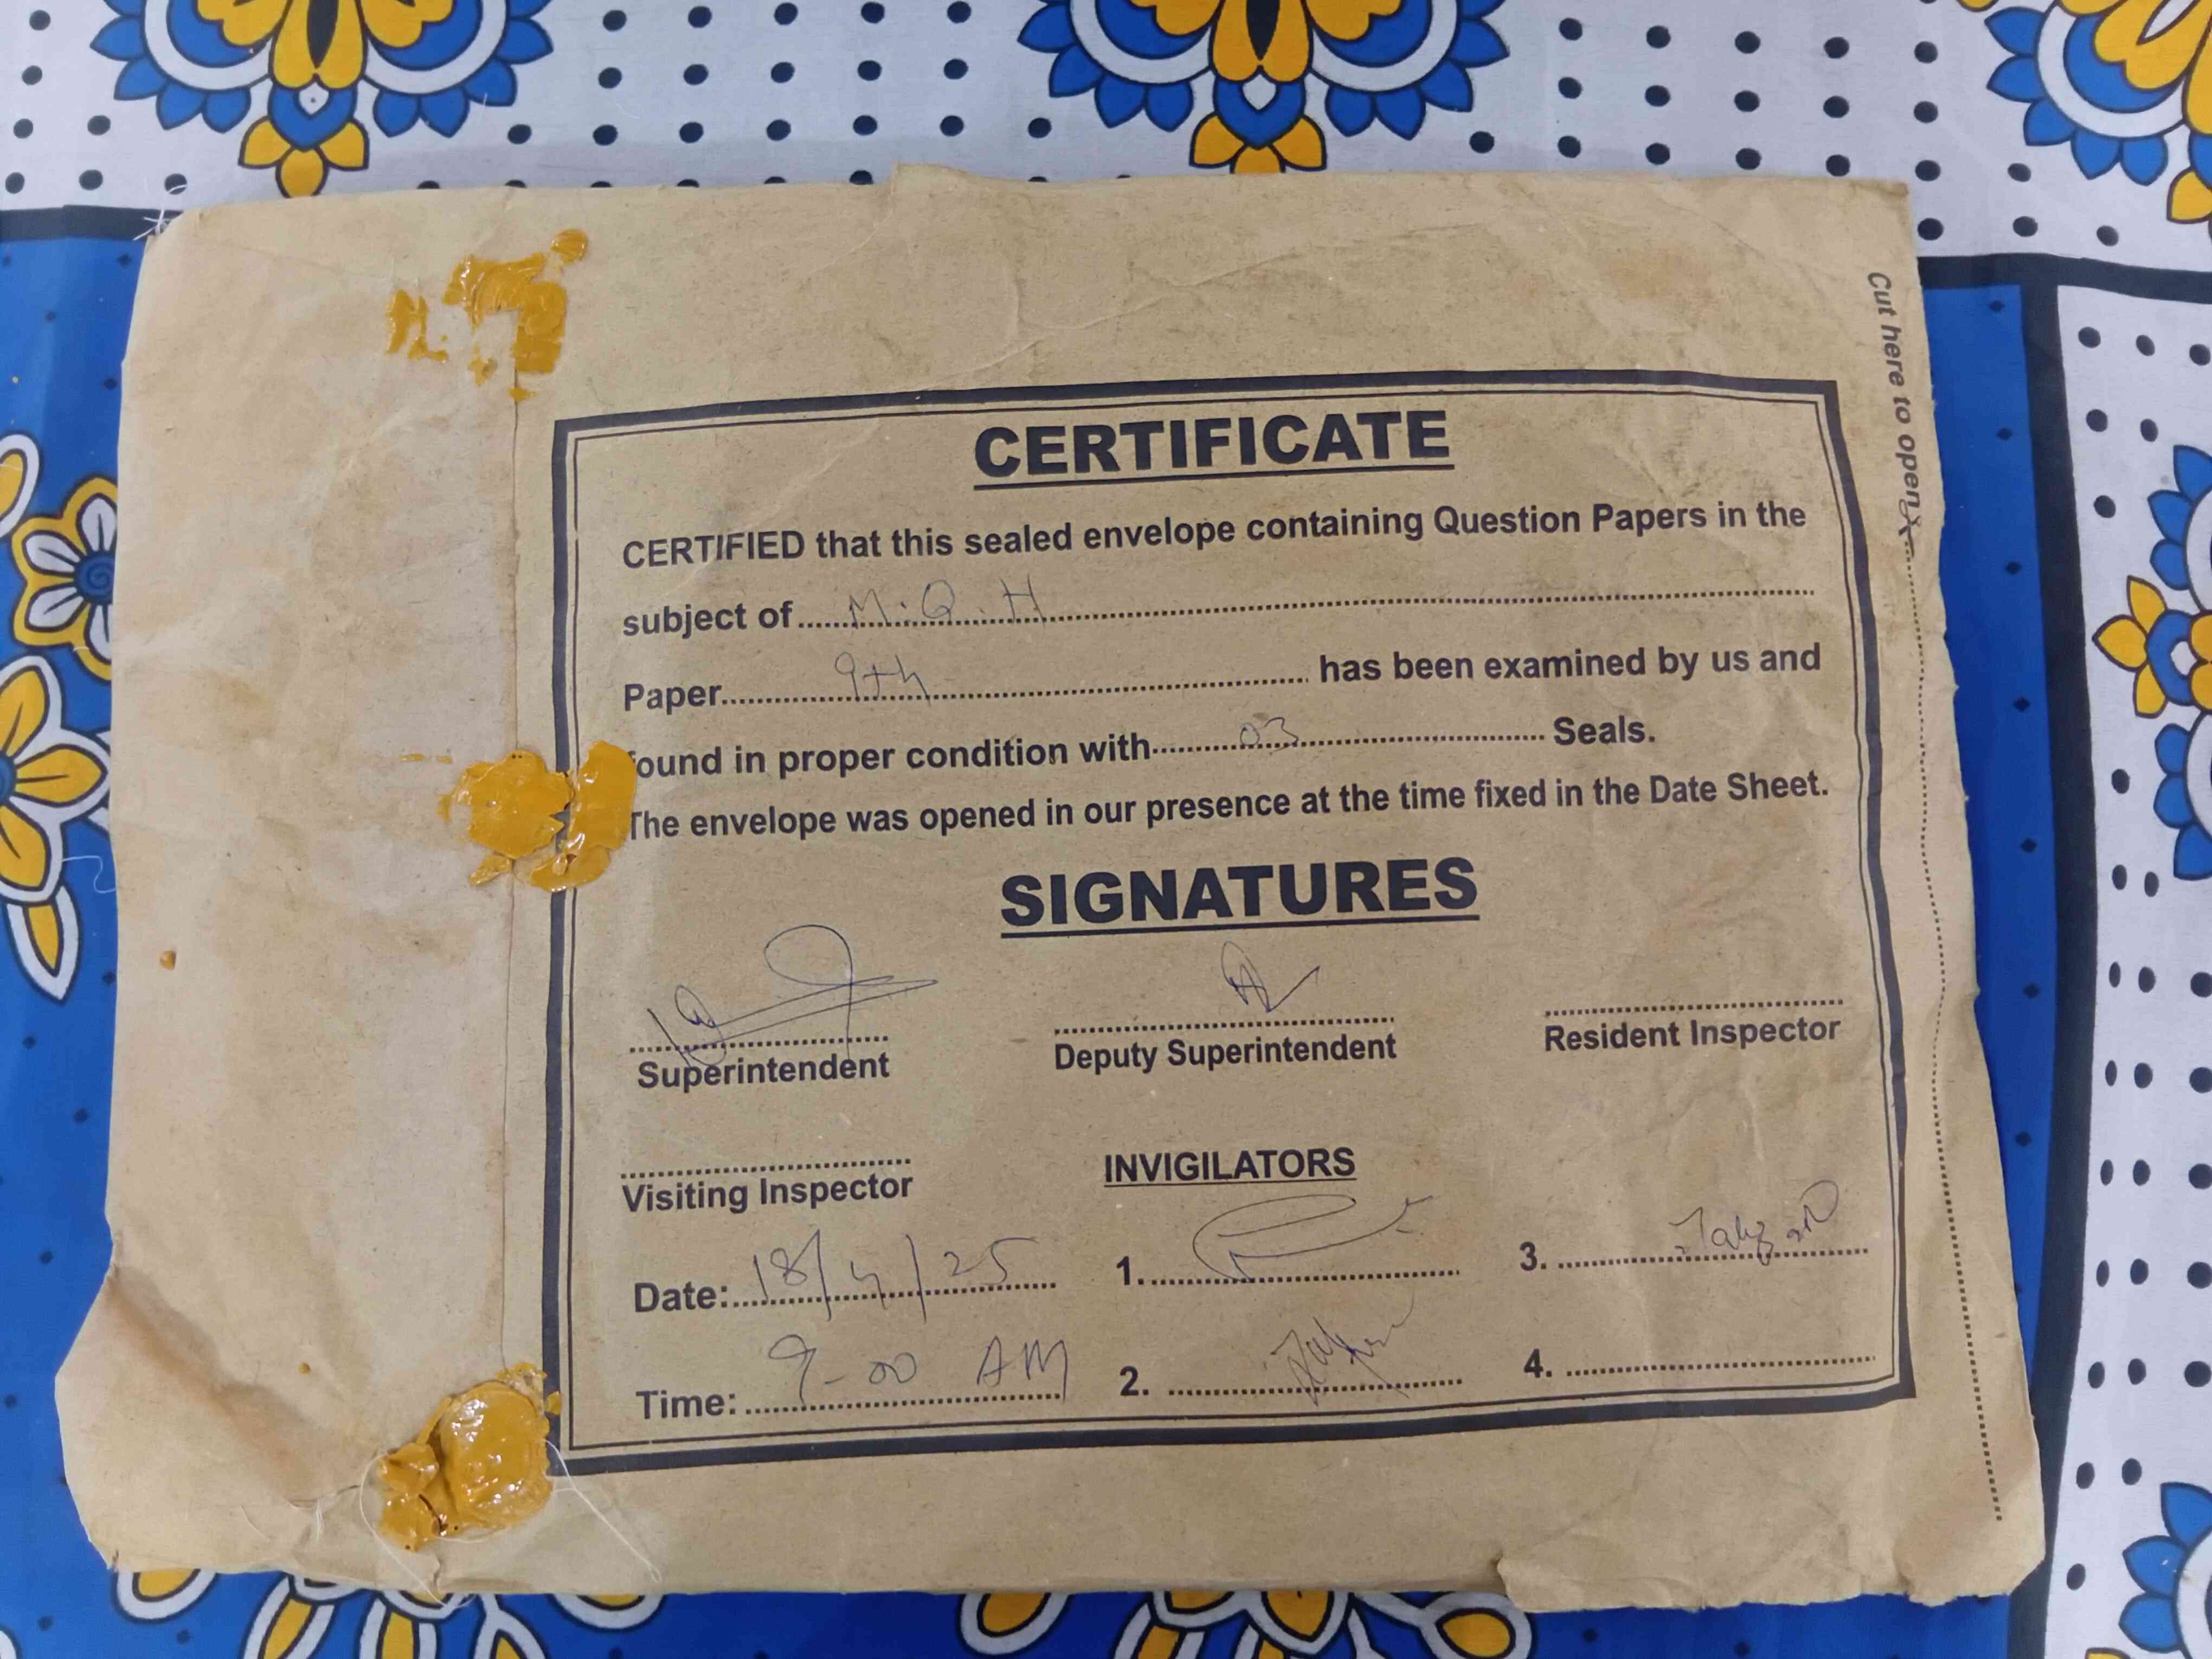 CERTIFICATE
CERTIFIED that this sealed envelope containing Question Papers in the
subject of M.Q.H
Paper 9th has been examined by us and
found in proper condition with 03 Seals.
The envelope was opened in our presence at the time fixed in the Date Sheet.
SIGNATURES
Superintendent Deputy Superintendent Resident Inspector
Visiting Inspector INVIGILATORS
Date: 18/4/25 1. 3.
Time: 9-00 AM 2. 4.
Cut here to open